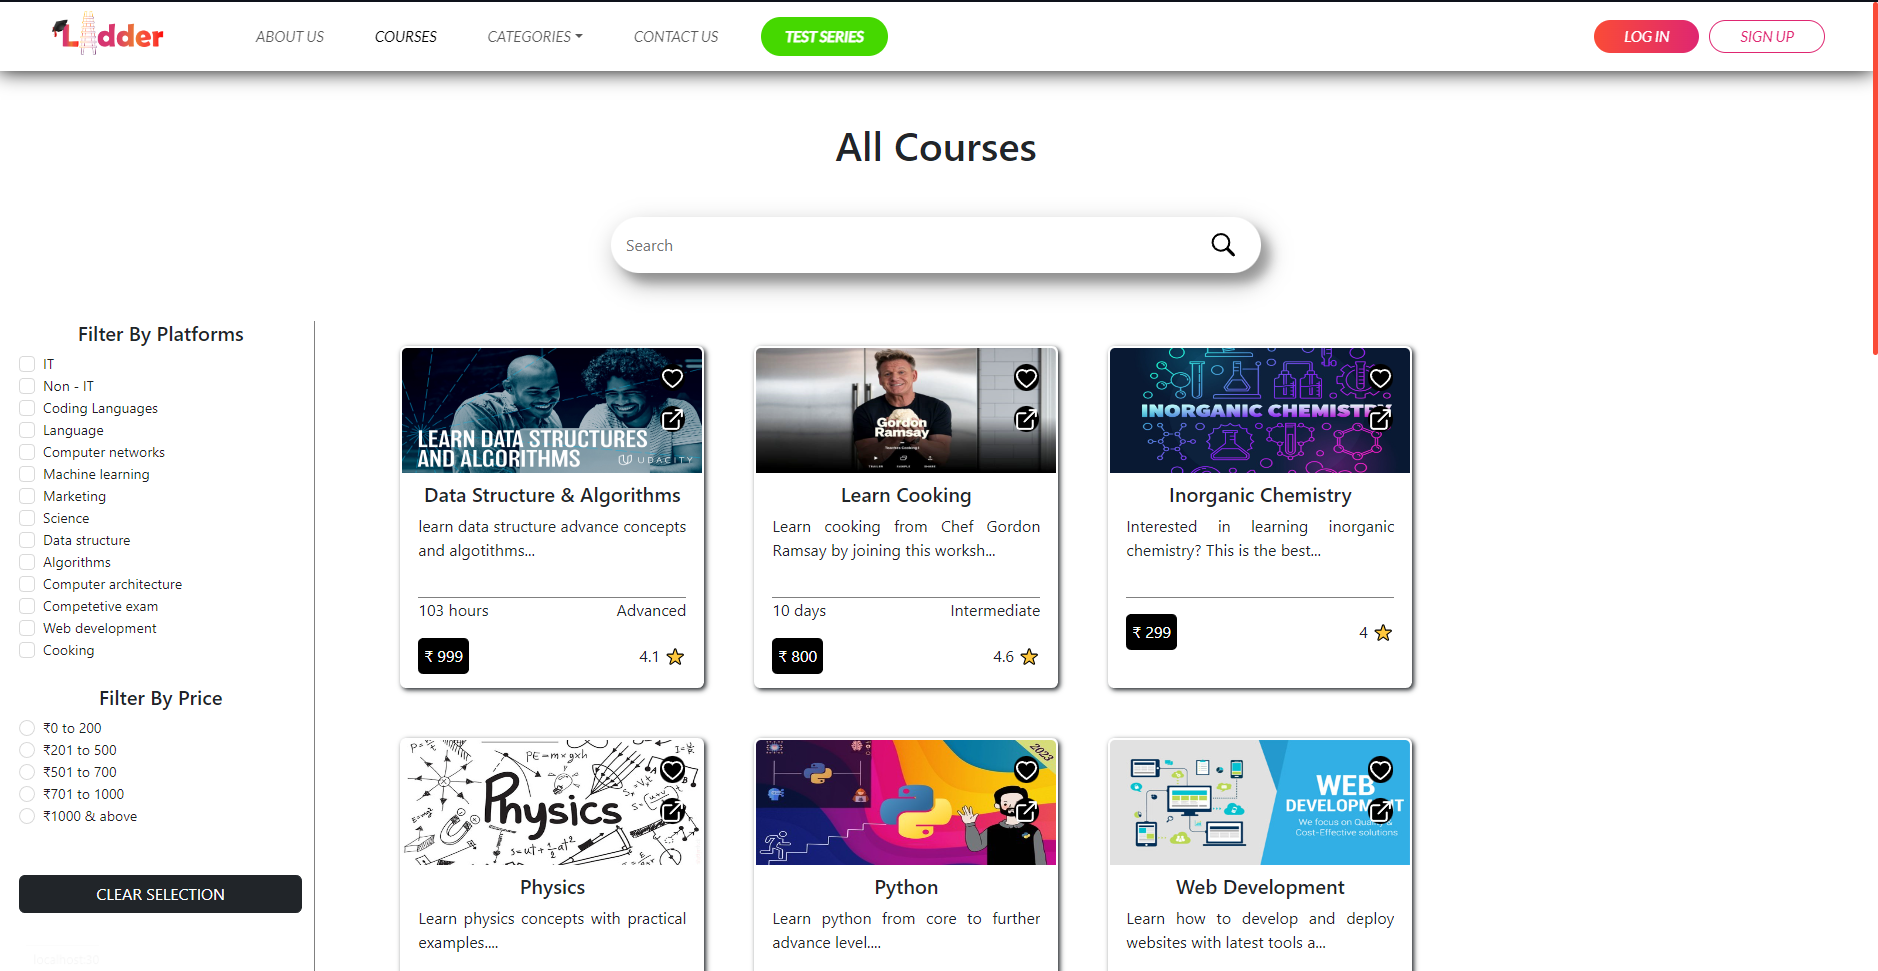 Ladder
ABOUT US
COURSES
CATEGORIES
CONTACT US
TEST SERIES
LOG IN
SIGN UP
All Courses
Search
Filter By Platforms
IT
Non - IT
Coding Languages
Language
Computer networks
Machine learning
Marketing
Science
Data structure
Algorithms
Computer architecture
Competetive exam
Web development
Cooking
Filter By Price
₹0 to 200
₹201 to 500
₹501 to 700
₹701 to 1000
₹1000 & above
CLEAR SELECTION
LEARN DATA STRUCTURES
AND ALGORITHMS
UDACITY
Data Structure & Algorithms
learn data structure advance concepts
and algotithms...
103 hours
Advanced
₹ 999
4.1
Gordon
Ramsay
Learn Cooking
Learn cooking from Chef Gordon
Ramsay by joining this worksh...
10 days
Intermediate
₹ 800
4.6
INORGANIC CHEMISTRY
Inorganic Chemistry
Interested in learning inorganic
chemistry? This is the best...
₹ 299
4
PE=mxgxh
Physics
Physics
Learn physics concepts with practical
examples....
2023
Python
Learn python from core to further
advance level....
WEB
DEVELOPMENT
We focus on Quality &
Cost-Effective solutions
Web Development
Learn how to develop and deploy
websites with latest tools a...